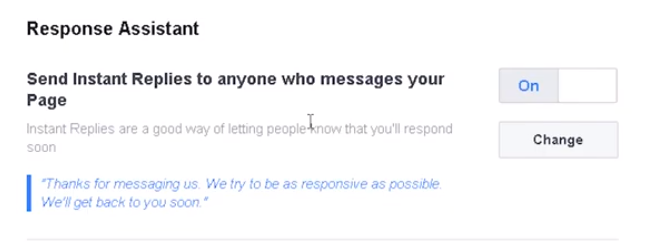 Response Assistant
Send Instant Replies to anyone who messages your
Page
On
Instant Replies are a good way of letting people know that you'll respond
soon
Change
"Thanks for messaging us. We try to be as responsive as possible.
We'll get back to you soon."